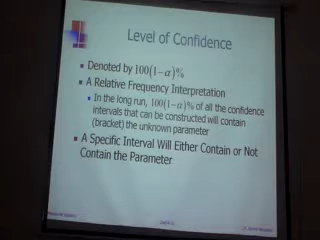 Level of Confidence
Denoted by 100(1−α)%
A Relative Frequency Interpretation
In the long run, 100(1−α)% of all the confidence
intervals that can be constructed will contain
(bracket) the unknown parameter
A Specific Interval Will Either Contain or Not
Contain the Parameter